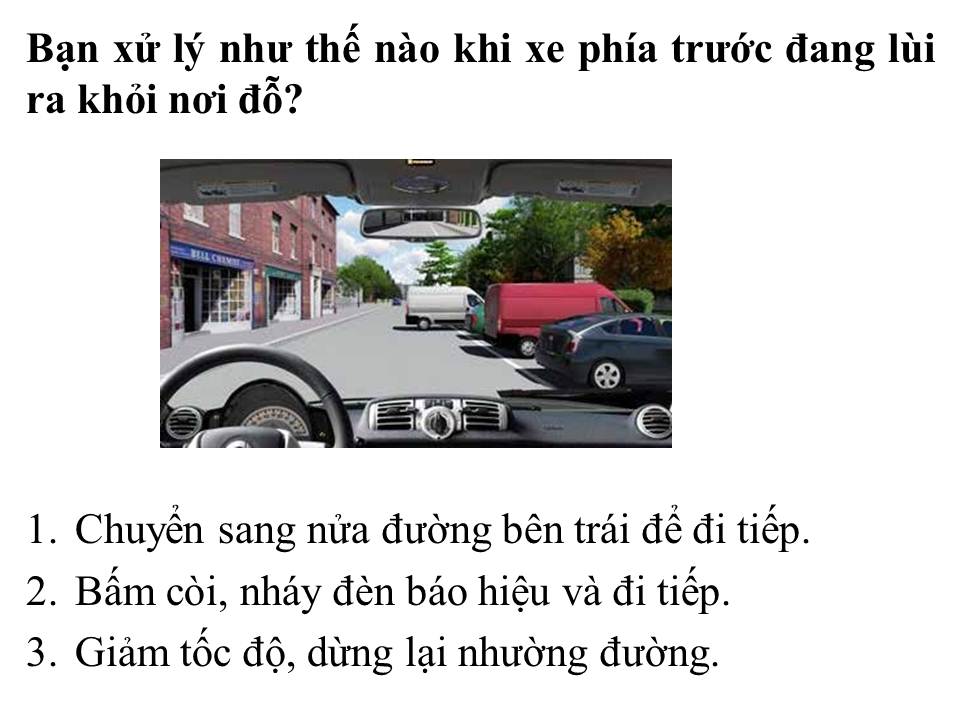 Bạn xử lý như thế nào khi xe phía trước đang lùi
ra khỏi nơi đỗ?
BELL CHEMIST
1. Chuyển sang nửa đường bên trái để đi tiếp.
2. Bấm còi, nháy đèn báo hiệu và đi tiếp.
3. Giảm tốc độ, dừng lại nhường đường.